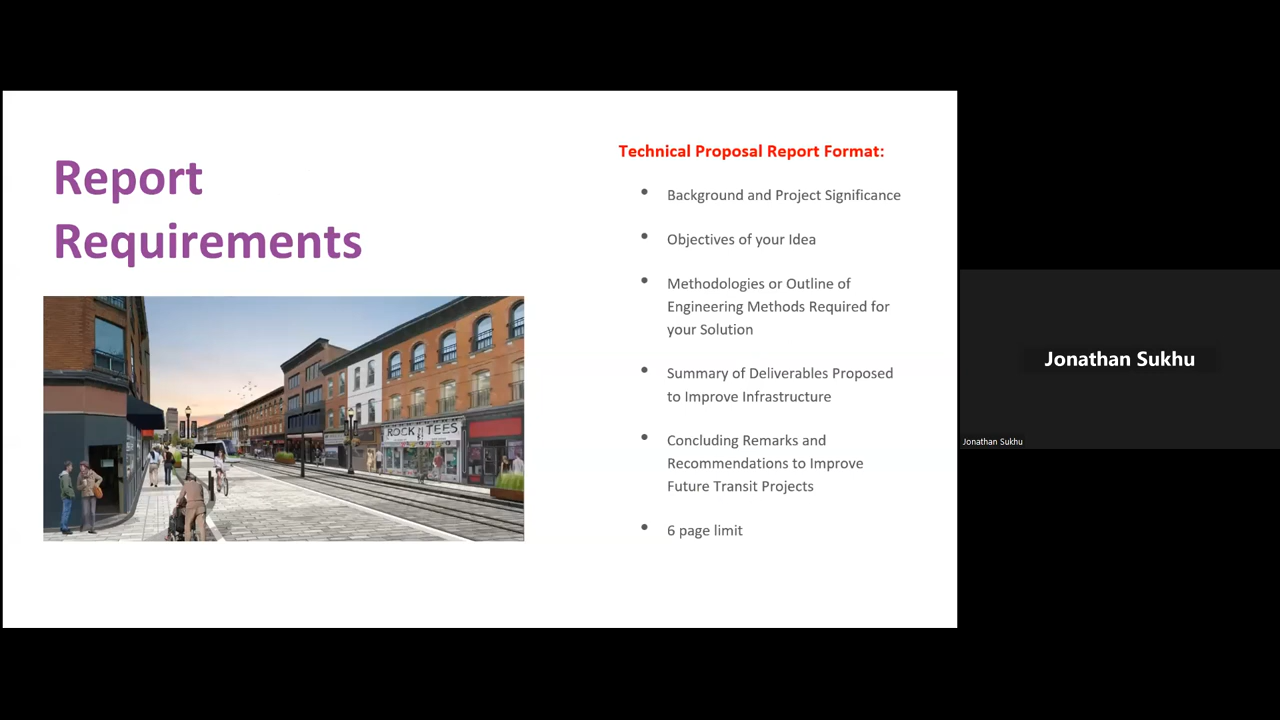 Report
Requirements
Technical Proposal Report Format:
• Background and Project Significance
• Objectives of your Idea
• Methodologies or Outline of
Engineering Methods Required for
your Solution
• Summary of Deliverables Proposed
to Improve Infrastructure
• Concluding Remarks and
Recommendations to Improve
Future Transit Projects
• 6 page limit
ROCK N TEES
Jonathan Sukhu
Jonathan Sukhu